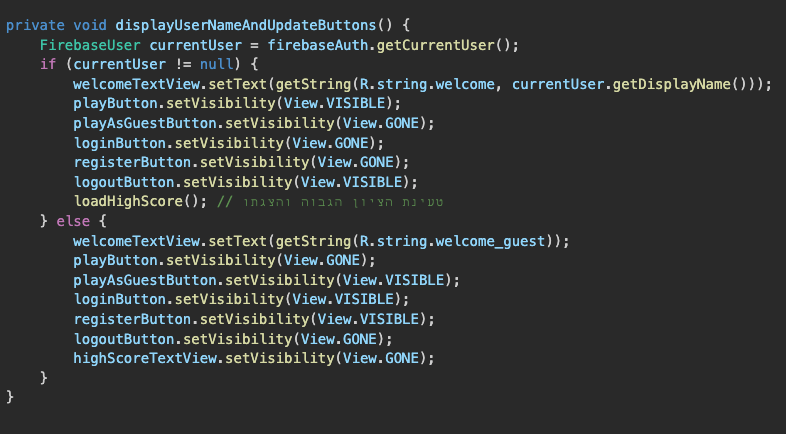 private void displayUserNameAndUpdateButtons() {
    FirebaseUser currentUser = firebaseAuth.getCurrentUser();
    if (currentUser != null) {
        welcomeTextView.setText(getString(R.string.welcome, currentUser.getDisplayName()));
        playButton.setVisibility(View.VISIBLE);
        playAsGuestButton.setVisibility(View.GONE);
        loginButton.setVisibility(View.GONE);
        registerButton.setVisibility(View.GONE);
        logoutButton.setVisibility(View.VISIBLE);
        loadHighScore(); // טעינת הציון הגבוה והצגתו
    } else {
        welcomeTextView.setText(getString(R.string.welcome_guest));
        playButton.setVisibility(View.GONE);
        playAsGuestButton.setVisibility(View.VISIBLE);
        loginButton.setVisibility(View.VISIBLE);
        registerButton.setVisibility(View.VISIBLE);
        logoutButton.setVisibility(View.GONE);
        highScoreTextView.setVisibility(View.GONE);
    }
}